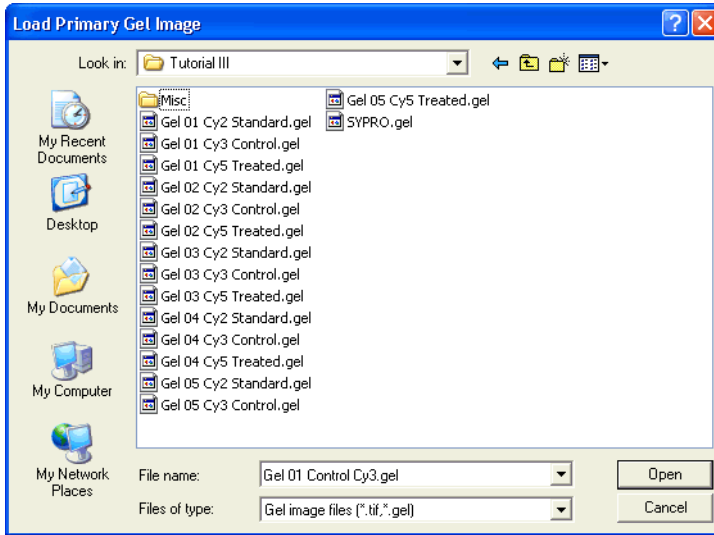 Load Primary Gel Image
Look in:
Tutorial III
My Recent
Documents
Desktop
My Documents
My Computer
My Network
Places
Misc
Gel 01 Cy2 Standard.gel
Gel 01 Cy3 Control.gel
Gel 01 Cy5 Treated.gel
Gel 02 Cy2 Standard.gel
Gel 02 Cy3 Control.gel
Gel 02 Cy5 Treated.gel
Gel 03 Cy2 Standard.gel
Gel 03 Cy3 Control.gel
Gel 03 Cy5 Treated.gel
Gel 04 Cy2 Standard.gel
Gel 04 Cy3 Control.gel
Gel 04 Cy5 Treated.gel
Gel 05 Cy2 Standard.gel
Gel 05 Cy3 Control.gel
Gel 05 Cy5 Treated.gel
SYPRO.gel
File name:
Gel 01 Control Cy3.gel
Open
Files of type:
Gel image files (*.tif,*.gel)
Cancel